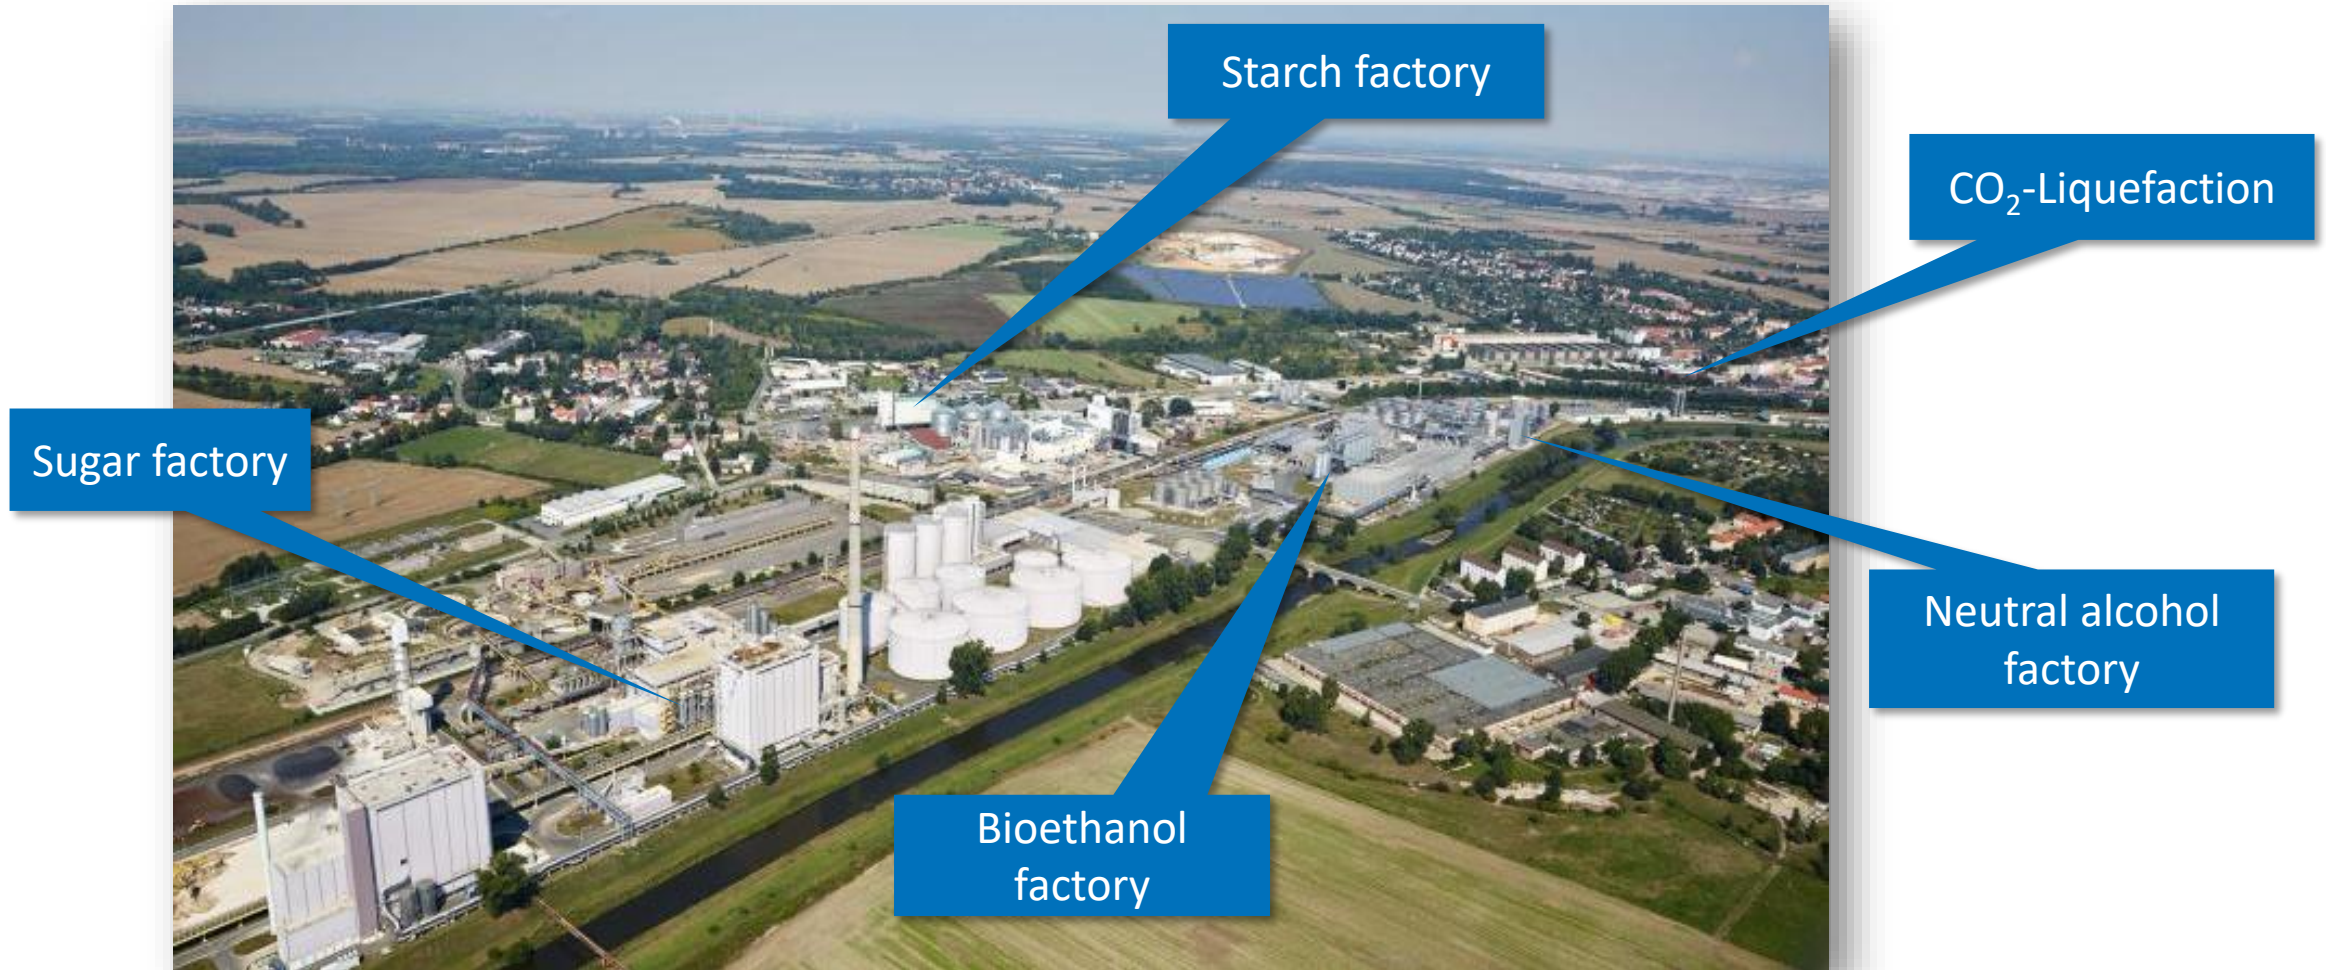 Starch factory
CO₂-Liquefaction
Sugar factory
Neutral alcohol
factory
Bioethanol
factory